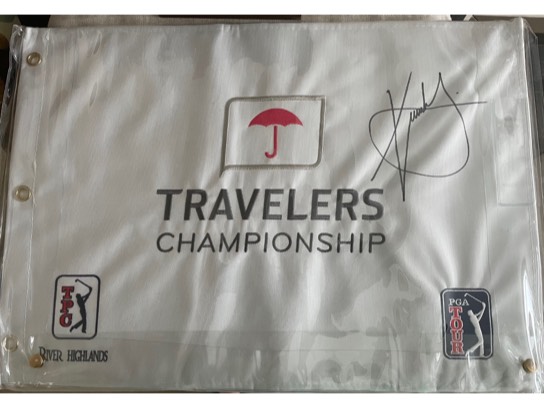 TRAVELERS
CHAMPIONSHIP
TPC
RIVER HIGHLANDS
PGA
TOUR